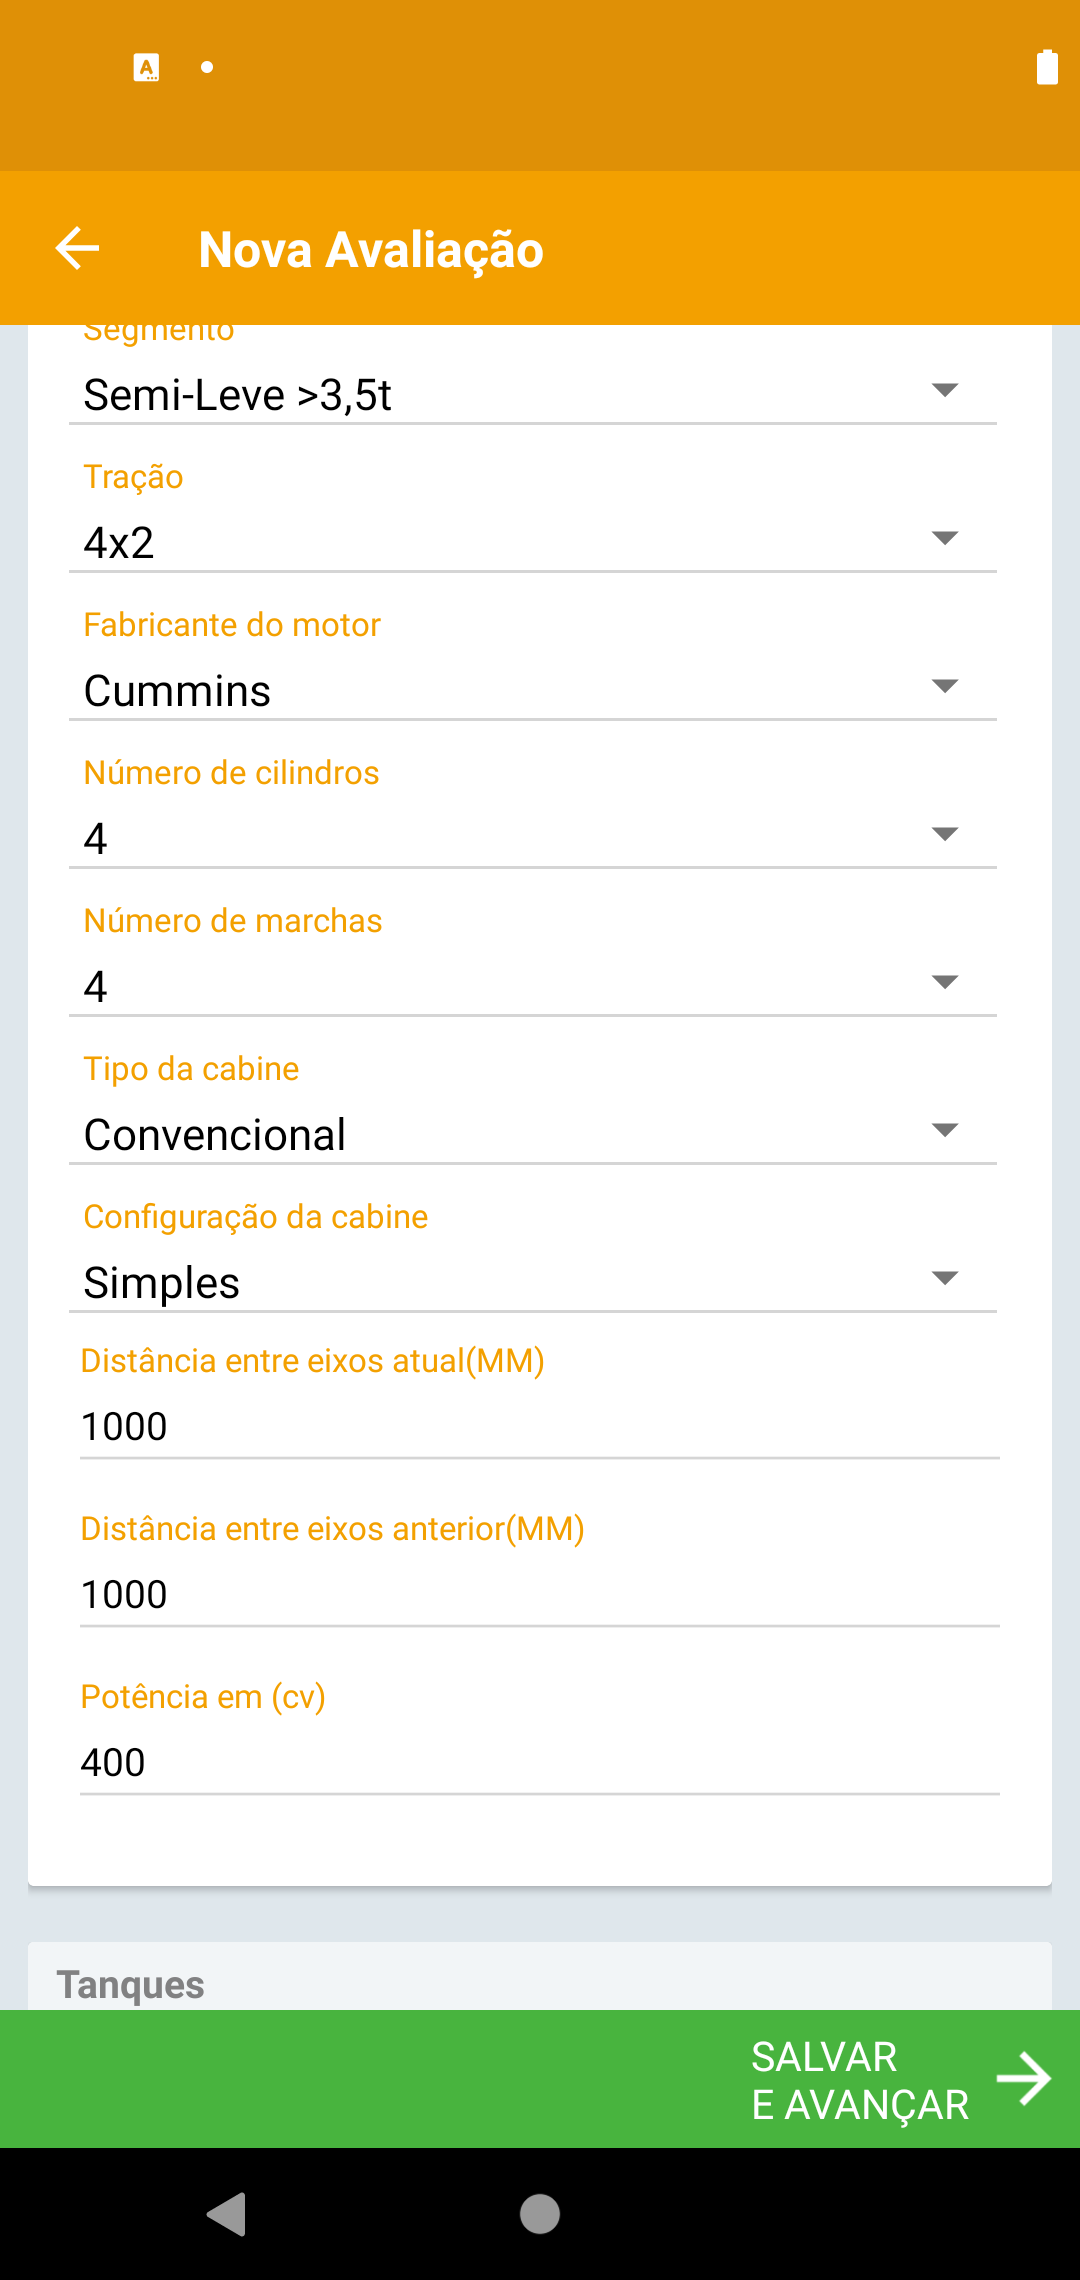 Nova Avaliação
Segmento
Semi-Leve >3,5t
Tração
4x2
Fabricante do motor
Cummins
Número de cilindros
4
Número de marchas
4
Tipo da cabine
Convencional
Configuração da cabine
Simples
Distância entre eixos atual(MM)
1000
Distância entre eixos anterior(MM)
1000
Potência em (cv)
400
Tanques
SALVAR
E AVANÇAR